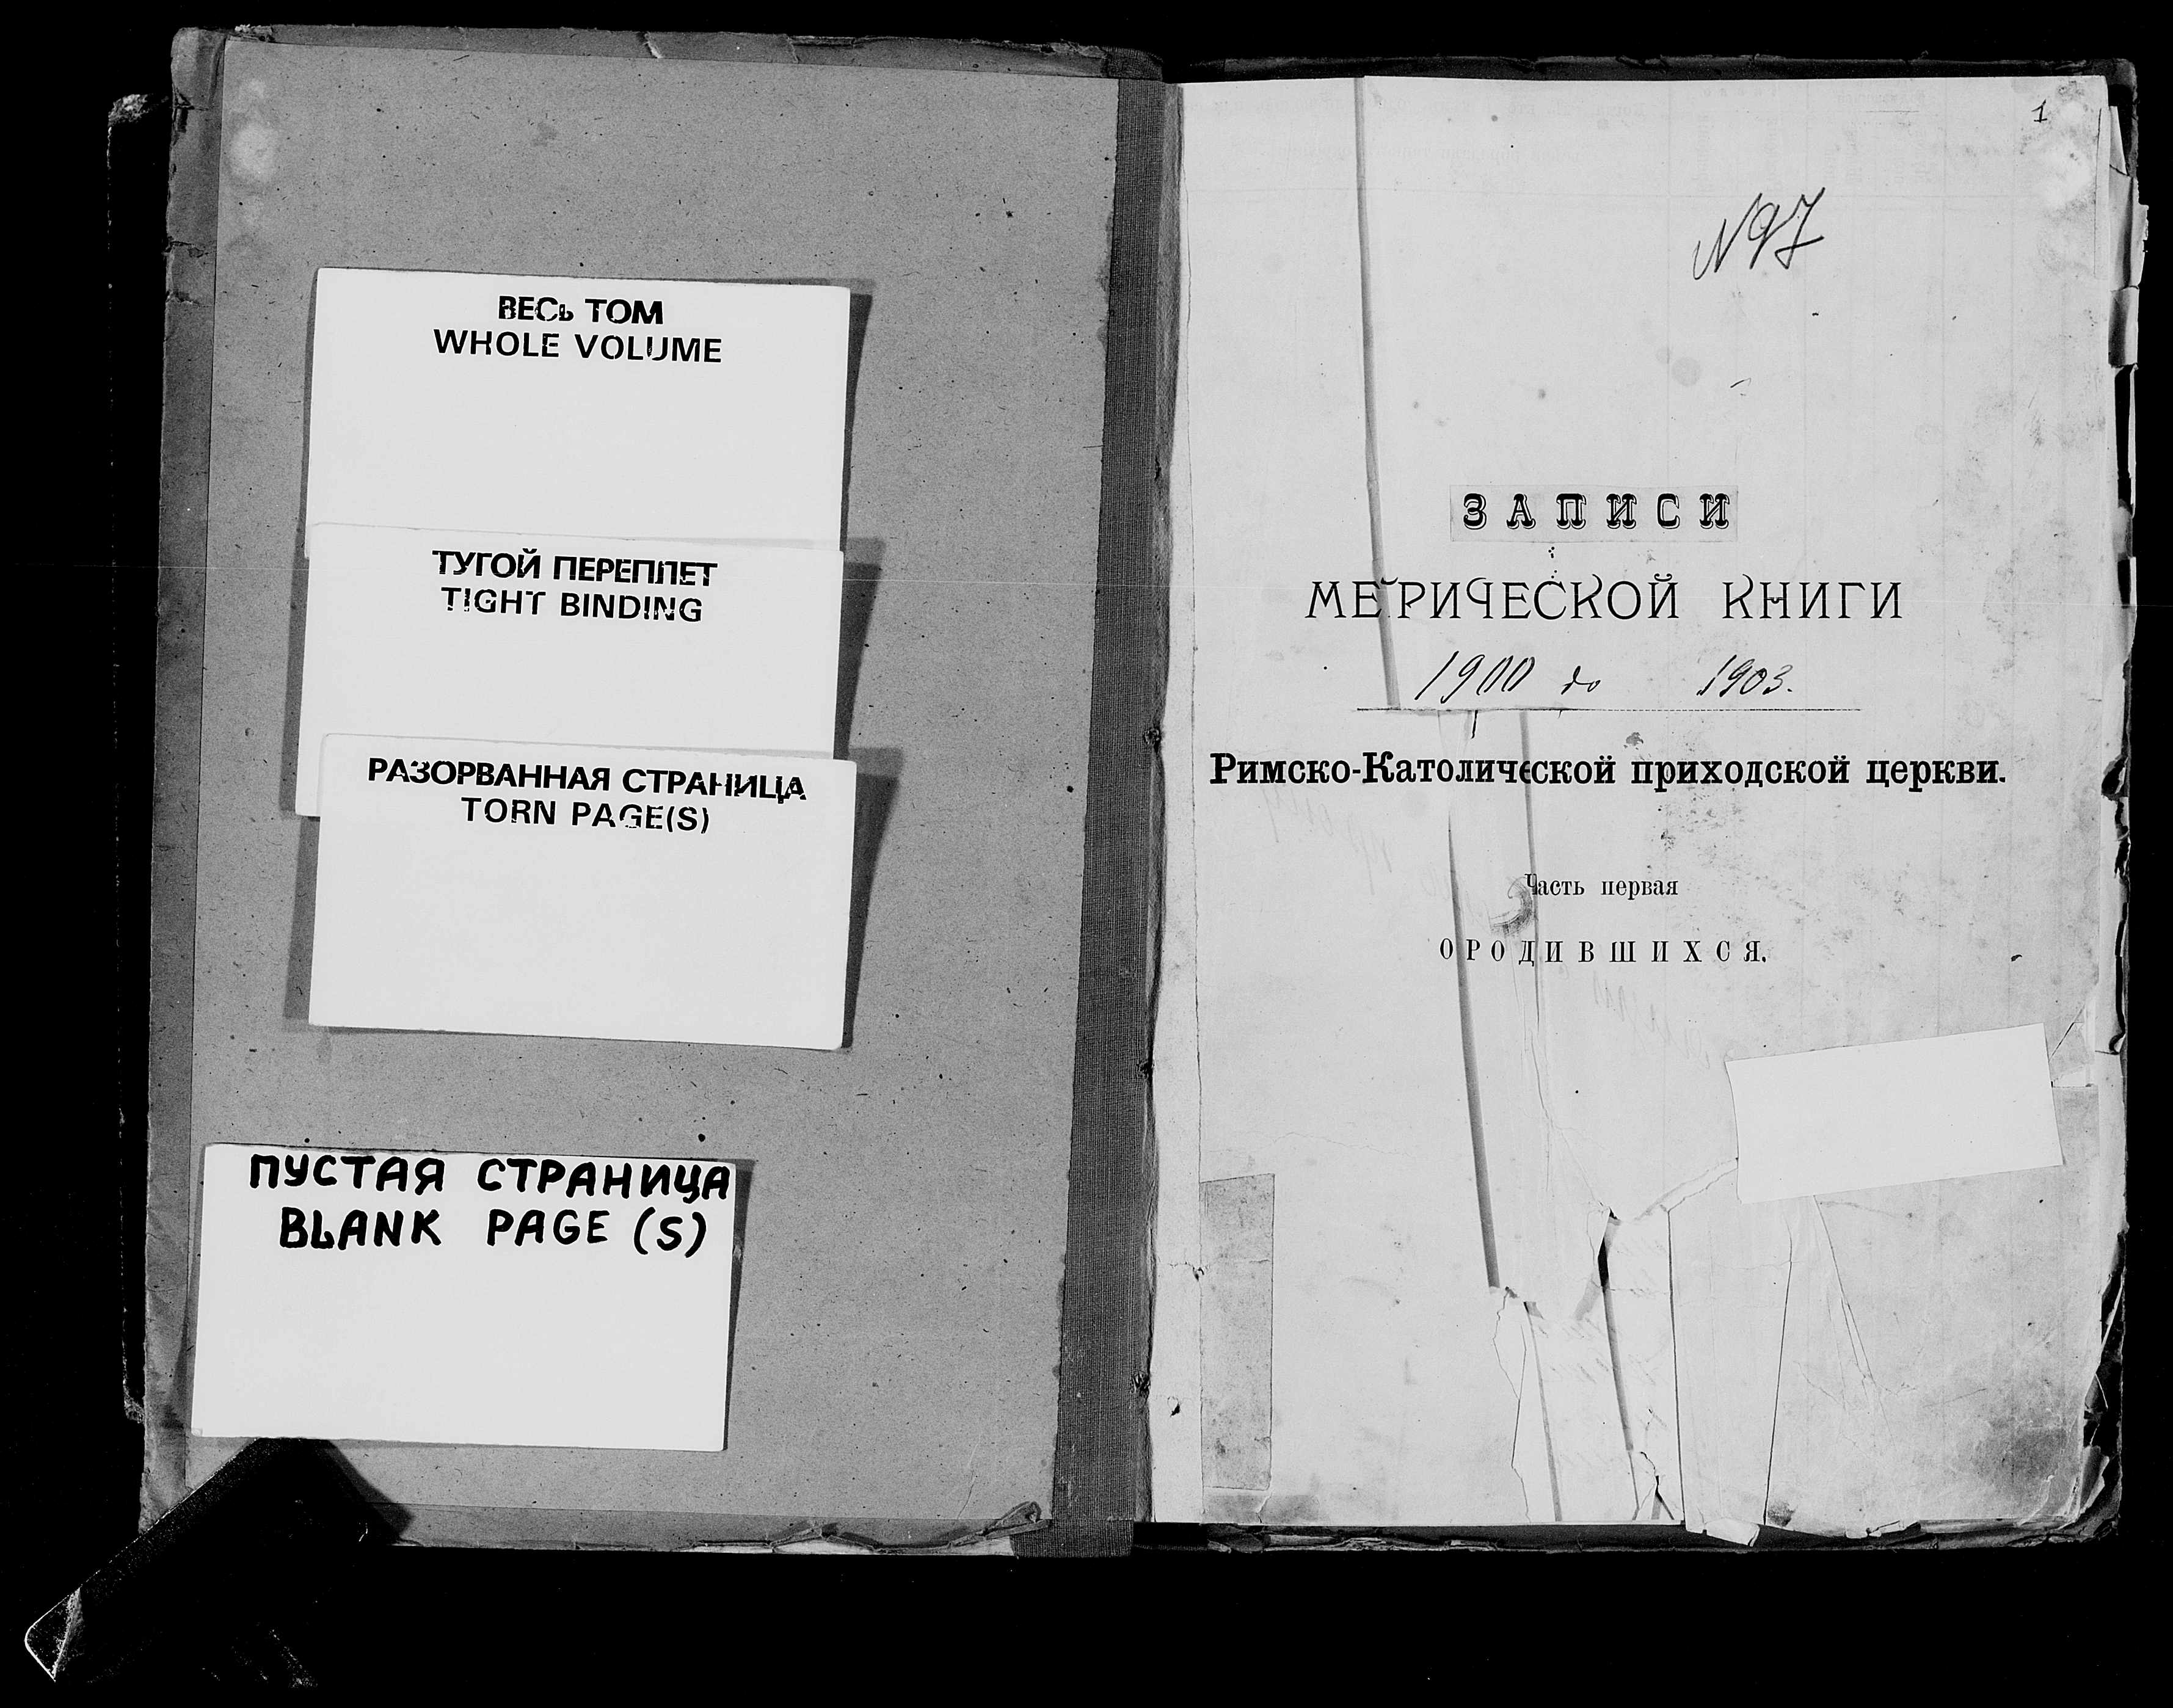 ВЕСЬ ТОМ
WHOLE VOLUME
ТУГОЙ ПЕРЕПЛЕТ
TIGHT BINDING
РАЗОРВАННАЯ СТРАНИЦА
TORN PAGE(S)
ПУСТАЯ СТРАНИЦА
BLANK PAGE (S)
1
N97
ЗАПИСИ
МЕТРИЧЕСКОЙ КНИГИ
1900 до 1903.
Римско-Католической приходской церкви.
Часть первая
О РОДИВШИХСЯ.